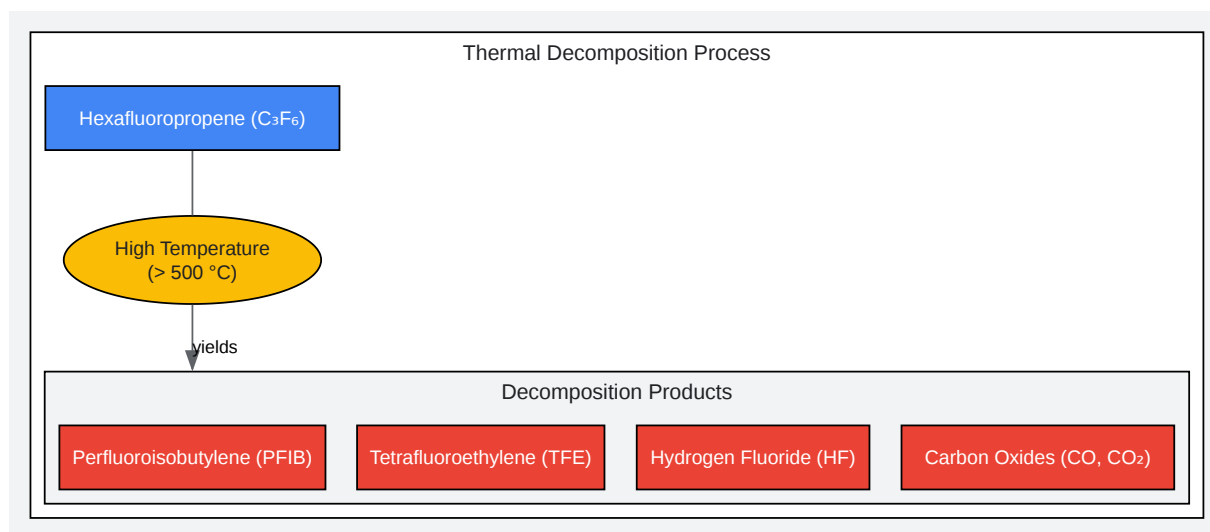 Thermal Decomposition Process
Hexafluoropropene (C₃F₆)
High Temperature
(> 500 °C)
yields
Decomposition Products
Perfluoroisobutylene (PFIB)
Tetrafluoroethylene (TFE)
Hydrogen Fluoride (HF)
Carbon Oxides (CO, CO₂)